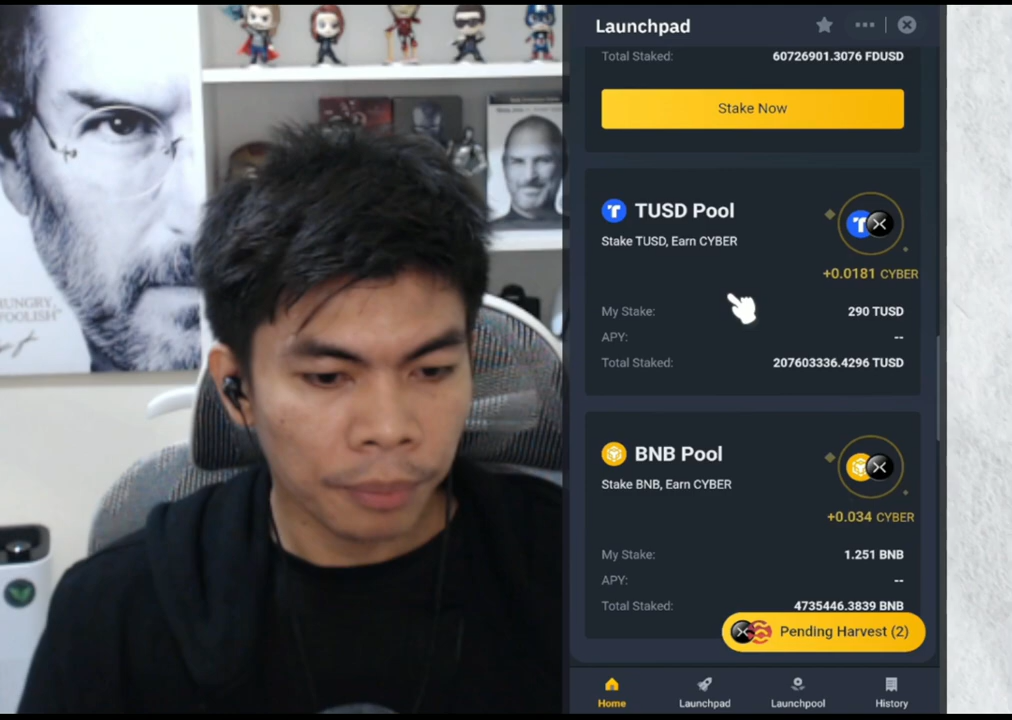 Launchpad
Total Staked: 60726901.3076 FDUSD
Stake Now
TUSD Pool
Stake TUSD, Earn CYBER
+0.0181 CYBER
My Stake: 290 TUSD
APY: --
Total Staked: 207603336.4296 TUSD
BNB Pool
Stake BNB, Earn CYBER
+0.034 CYBER
My Stake: 1.251 BNB
APY: --
Total Staked: 4735446.3839 BNB
Pending Harvest (2)
Home Launchpad Launchpool History